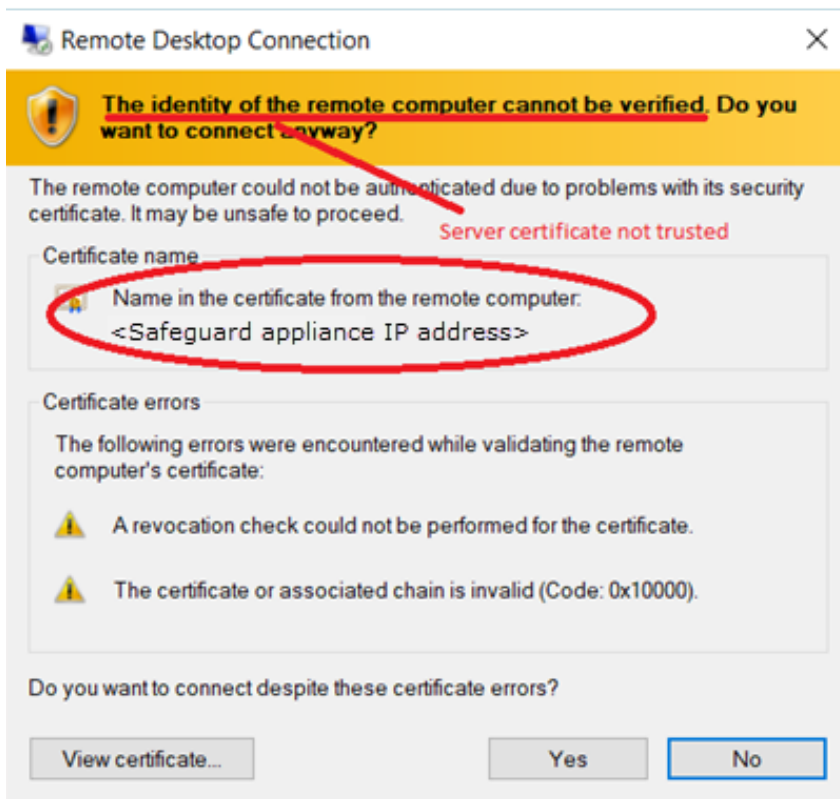 Remote Desktop Connection
The identity of the remote computer cannot be verified. Do you
want to connect anyway?
The remote computer could not be authenticated due to problems with its security
certificate. It may be unsafe to proceed.
Server certificate not trusted
Certificate name
Name in the certificate from the remote computer:
<Safeguard appliance IP address>
Certificate errors
The following errors were encountered while validating the remote
computer's certificate:
A revocation check could not be performed for the certificate.
The certificate or associated chain is invalid (Code: 0x10000).
Do you want to connect despite these certificate errors?
View certificate...
Yes
No